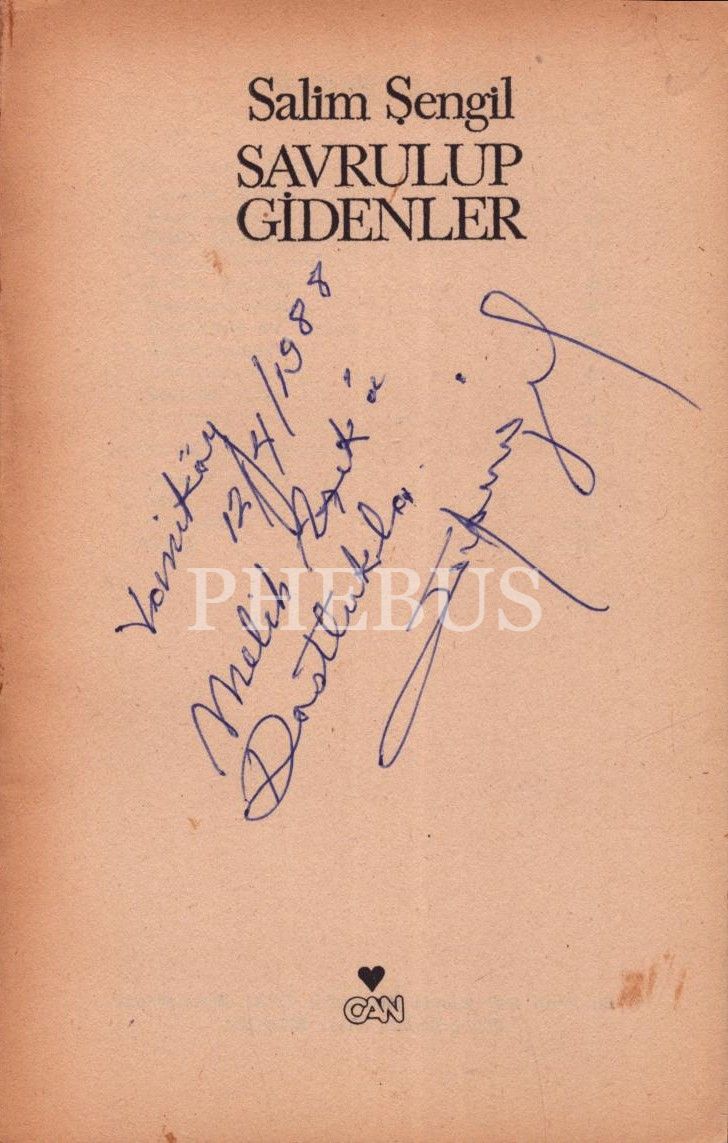 Salim Şengil
SAVRULUP
GİDENLER
Vaniköy
12/4/1988
Melih
Dostlukla
PHEBUS
CAN